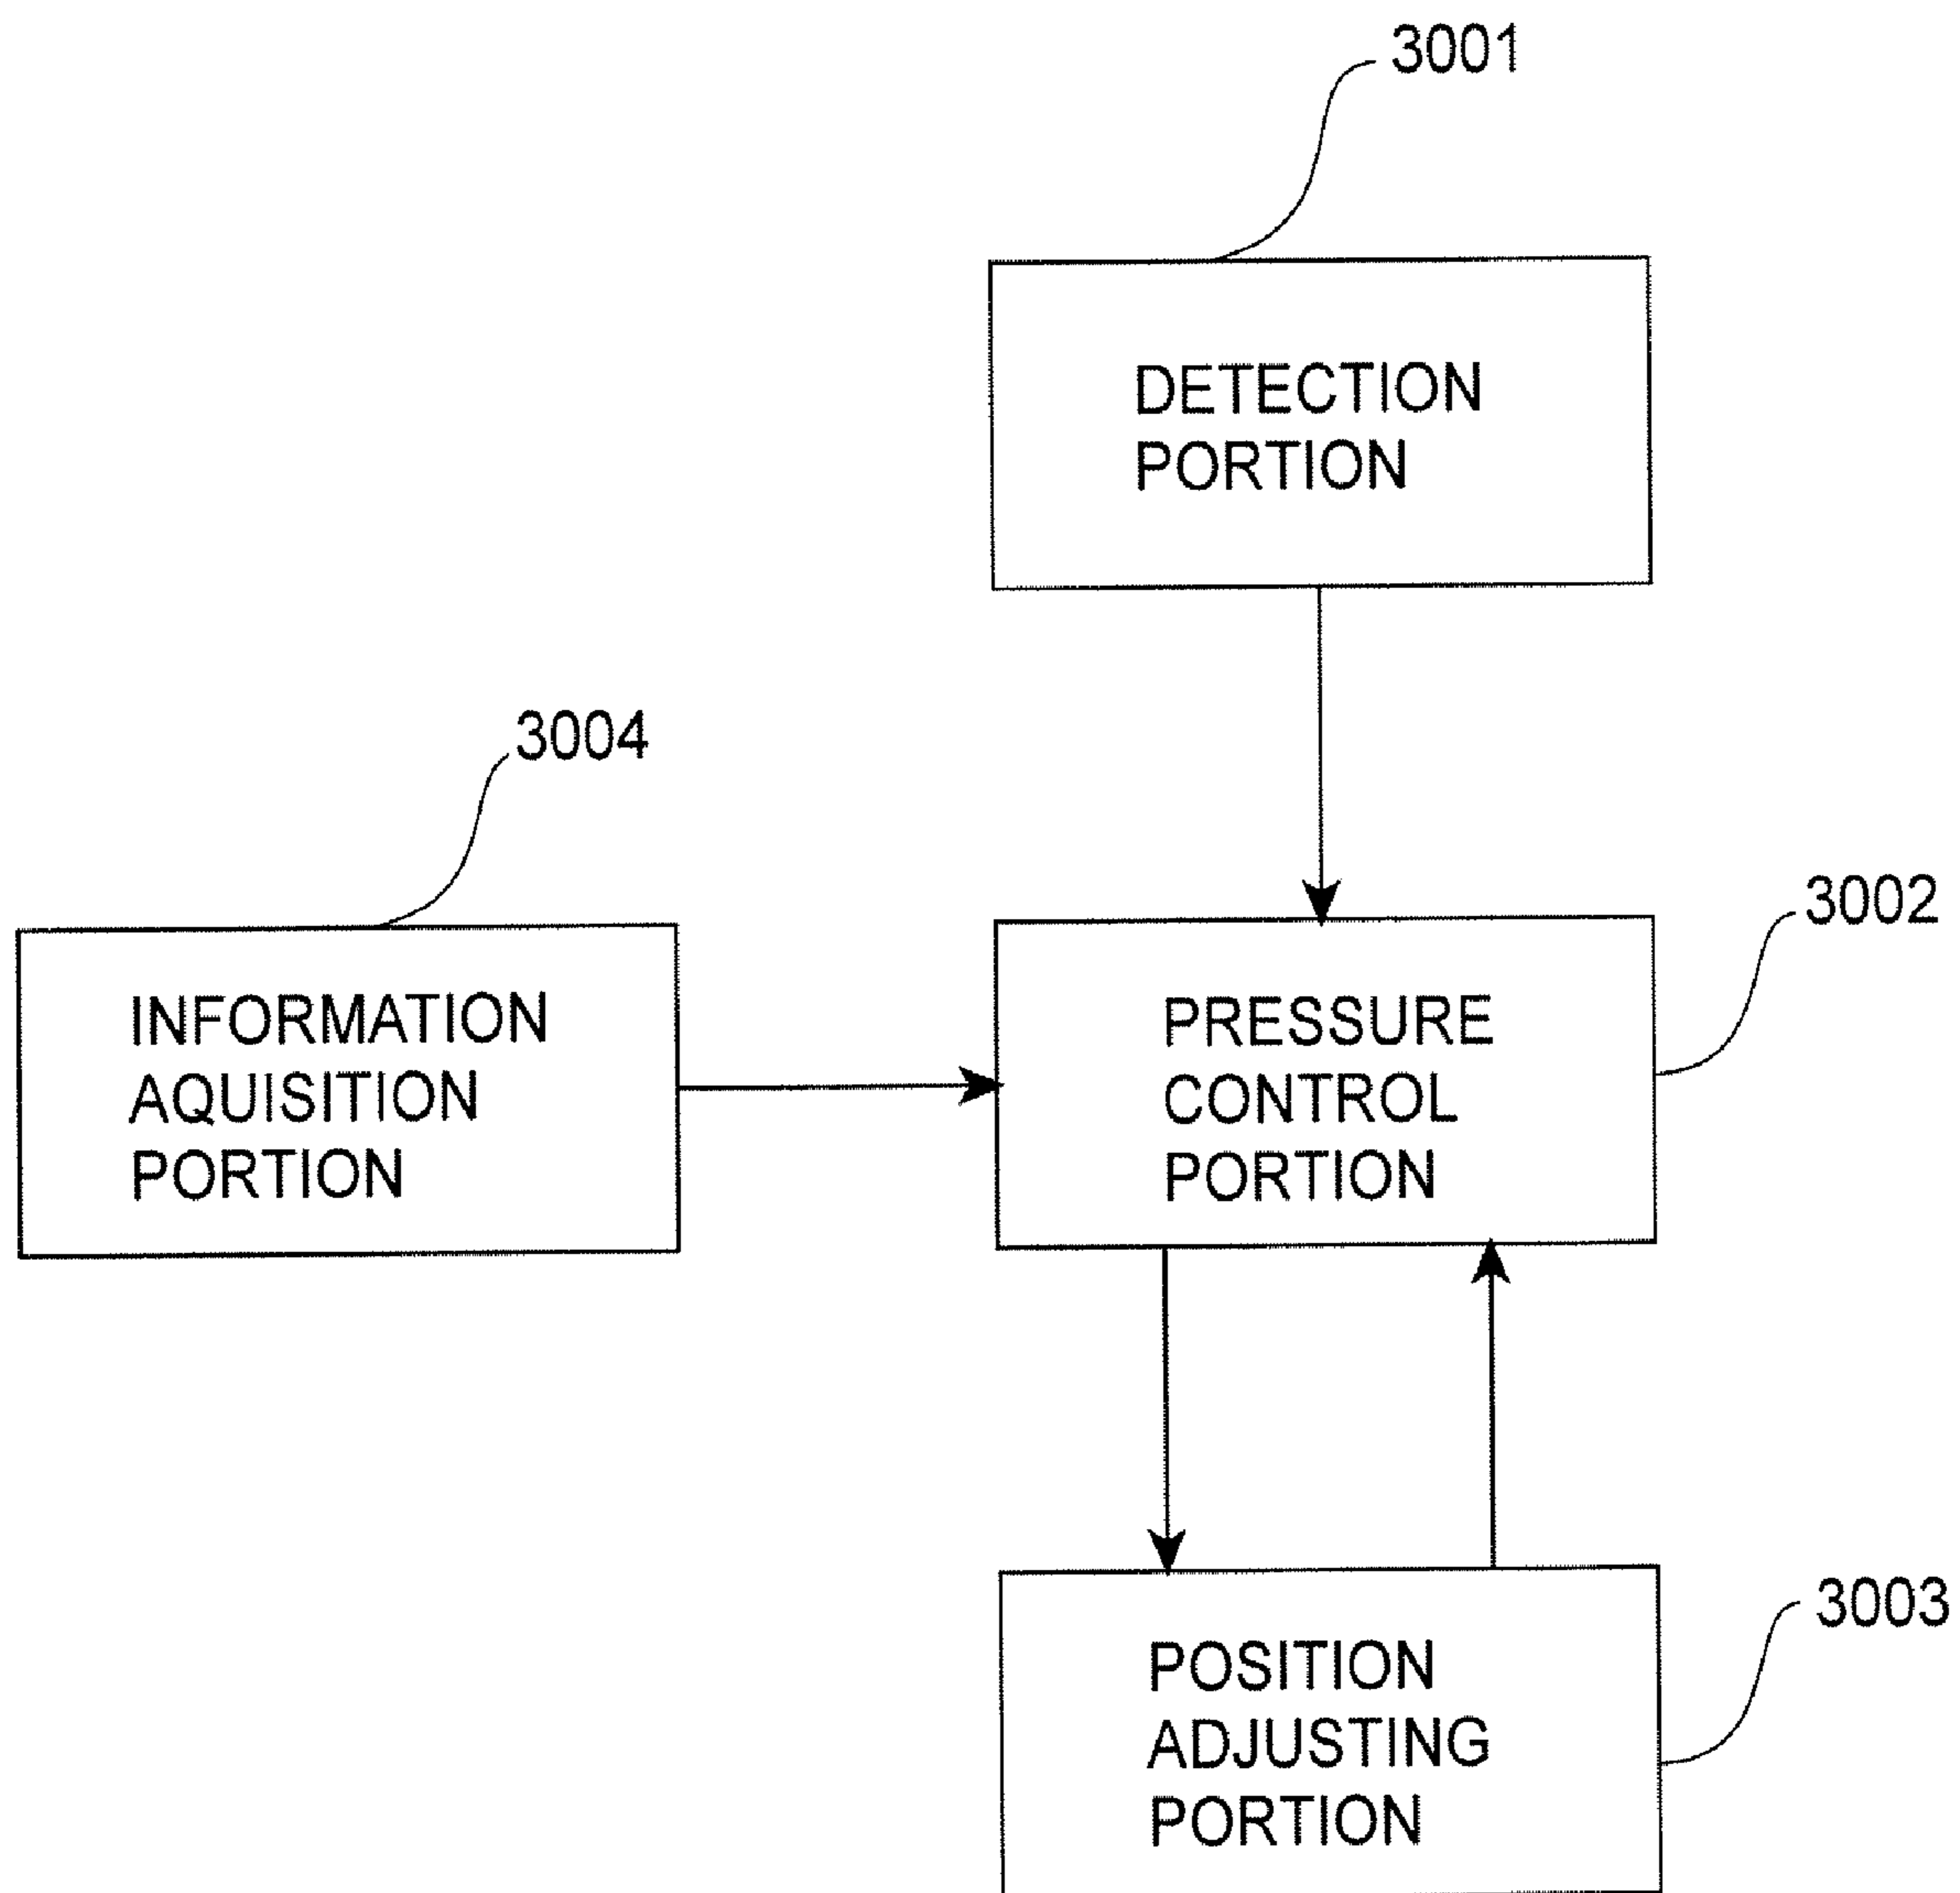 3001
DETECTION
PORTION
3004
3002
INFORMATION
AQUISITION
PORTION
PRESSURE
CONTROL
PORTION
3003
POSITION
ADJUSTING
PORTION